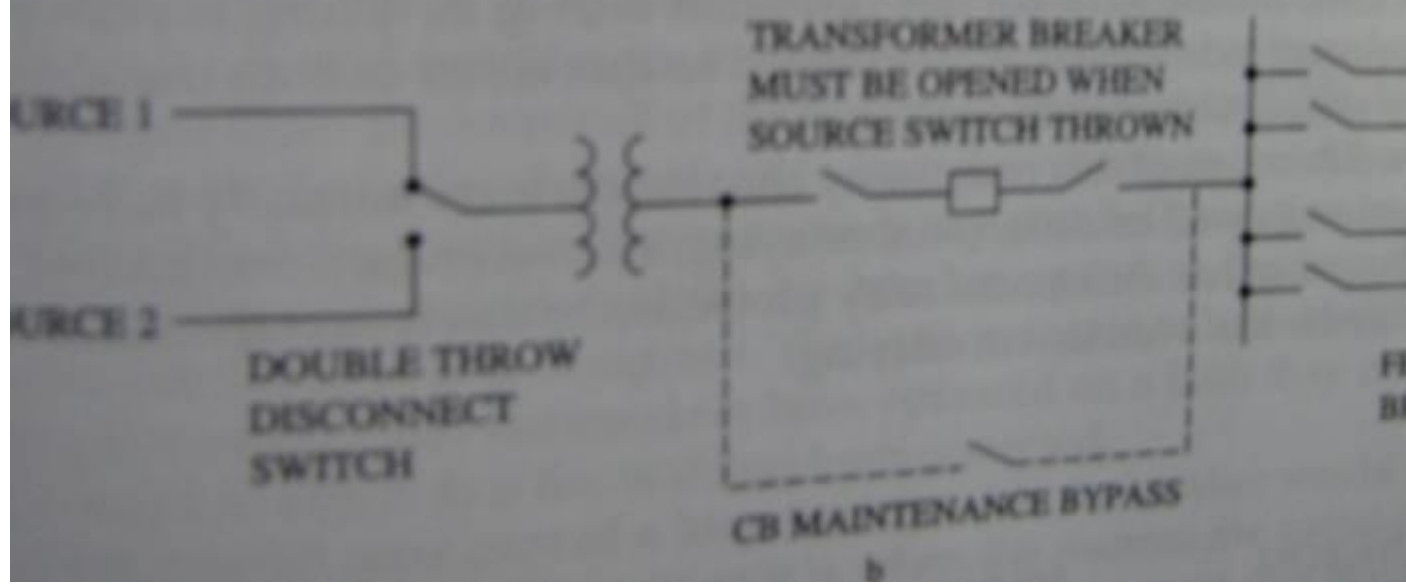 TRANSFORMER BREAKER
MUST BE OPENED WHEN
SOURCE SWITCH THROWN
URCE 1
URCE 2
DOUBLE THROW
DISCONNECT
SWITCH
CB MAINTENANCE BYPASS
b